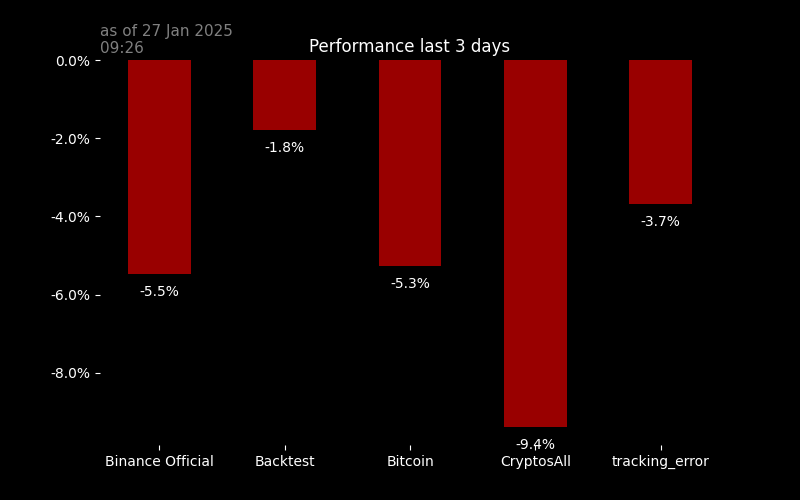 as of 27 Jan 2025
09:26
Performance last 3 days
0.0%
-2.0%
-4.0%
-6.0%
-8.0%
-5.5%
-1.8%
-5.3%
-9.4%
-3.7%
Binance Official
Backtest
Bitcoin
CryptosAll
tracking_error